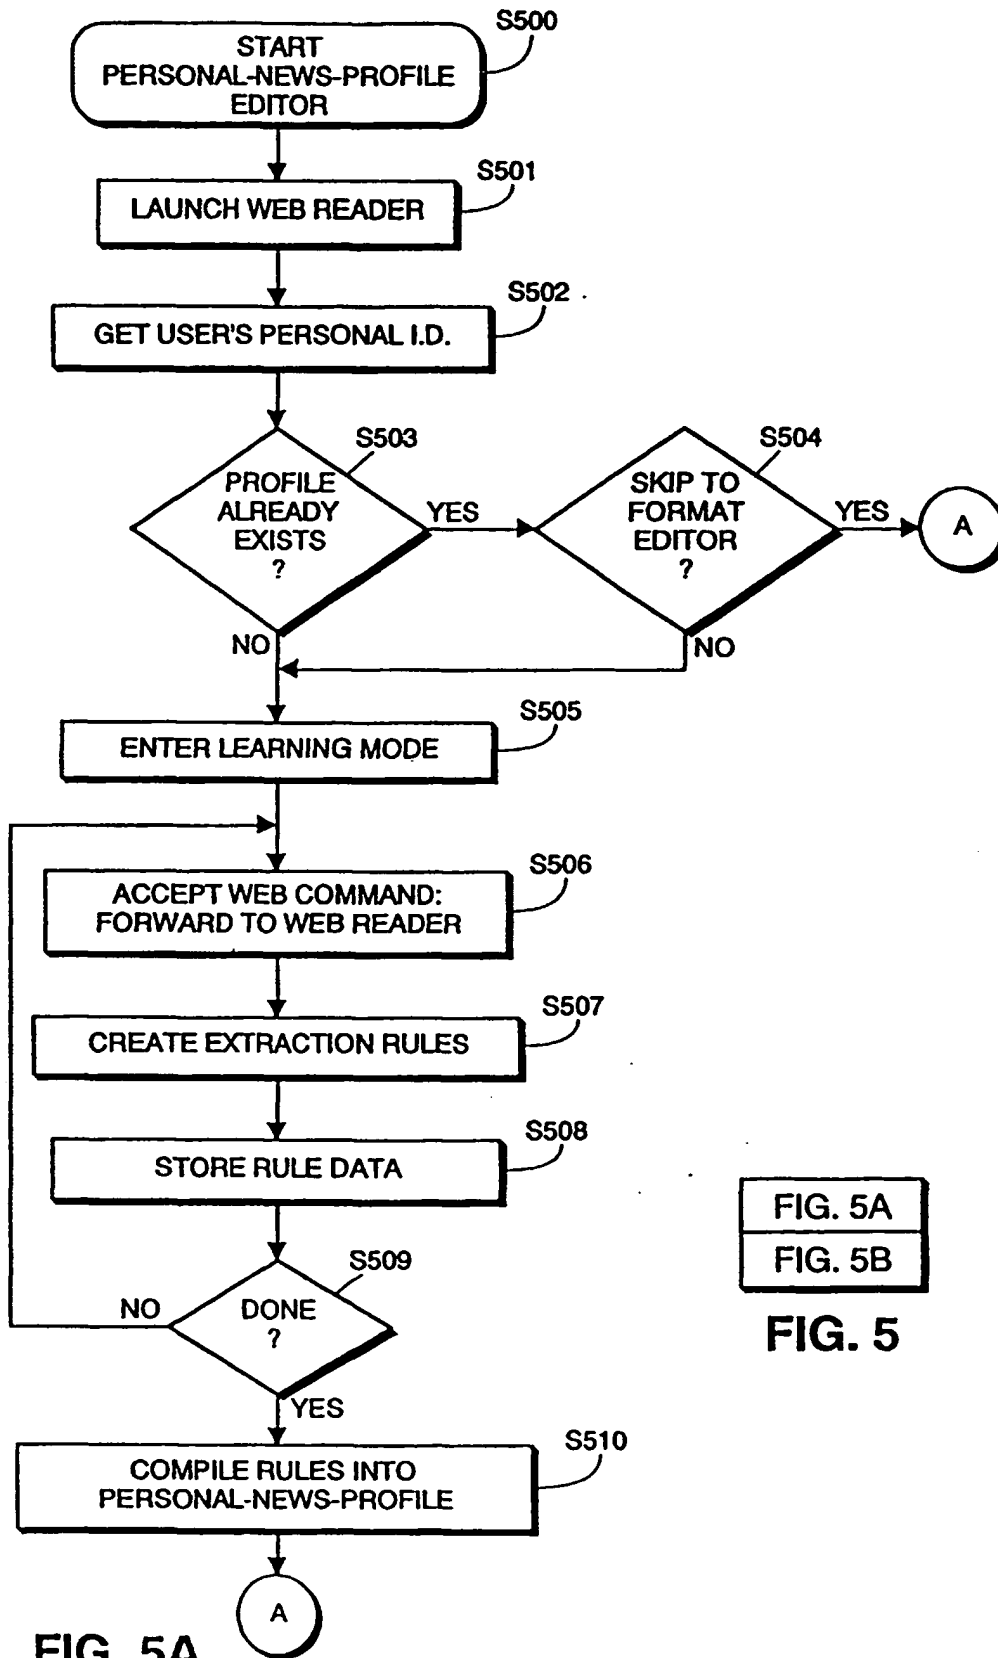 S500
START
PERSONAL-NEWS-PROFILE
EDITOR
S501
LAUNCH WEB READER
S502
GET USER'S PERSONAL I.D.
S503
PROFILE
ALREADY
EXISTS
?
YES
NO
S504
SKIP TO
FORMAT
EDITOR
?
YES
NO
A
S505
ENTER LEARNING MODE
S506
ACCEPT WEB COMMAND:
FORWARD TO WEB READER
S507
CREATE EXTRACTION RULES
S508
STORE RULE DATA
S509
DONE
?
NO
YES
S510
COMPILE RULES INTO
PERSONAL-NEWS-PROFILE
A
FIG. 5A
FIG. 5A
FIG. 5B
FIG. 5